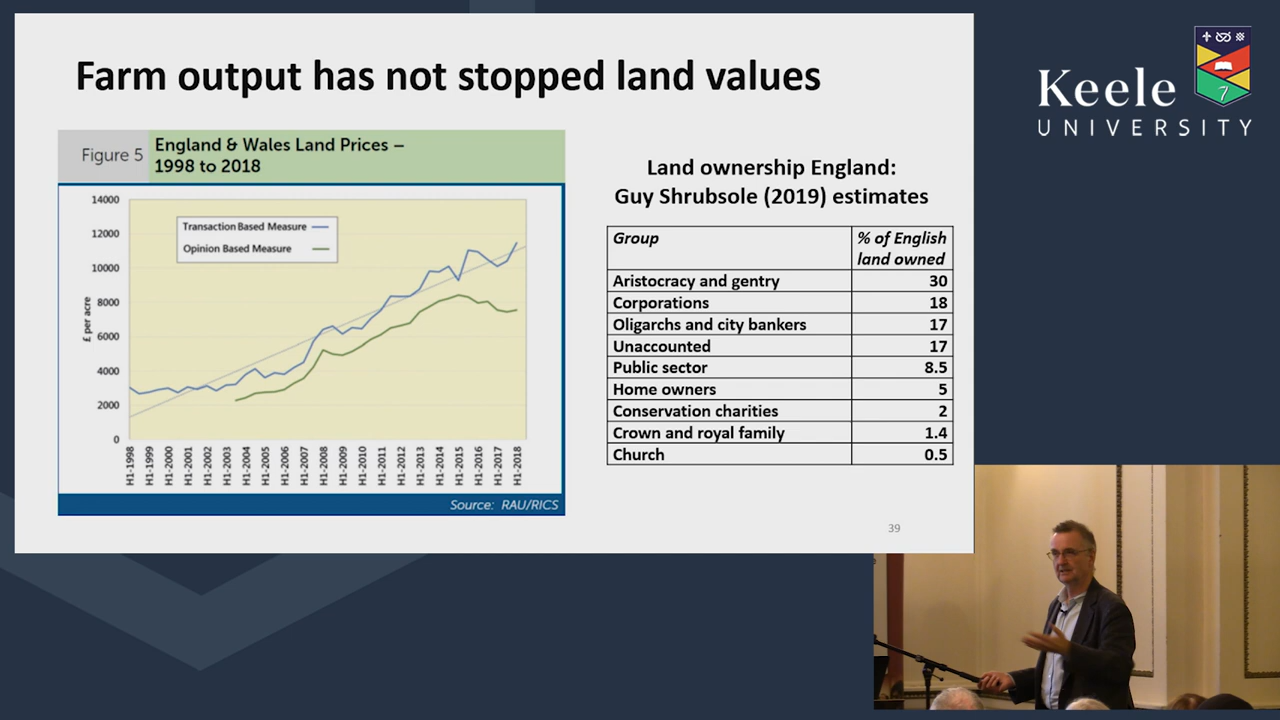 Farm output has not stopped land values
Figure 5
England & Wales Land Prices –
1998 to 2018
14000
12000
10000
8000
6000
4000
2000
0
£ per acre
Transaction Based Measure
Opinion Based Measure
H1-1998
H1-1999
H1-2000
H1-2001
H1-2002
H1-2003
H1-2004
H1-2005
H1-2006
H1-2007
H1-2008
H1-2009
H1-2010
H1-2011
H1-2012
H1-2013
H1-2014
H1-2015
H1-2016
H1-2017
H1-2018
Source: RAU/RICS
Land ownership England:
Guy Shrubsole (2019) estimates
Group % of English
land owned
Aristocracy and gentry 30
Corporations 18
Oligarchs and city bankers 17
Unaccounted 17
Public sector 8.5
Home owners 5
Conservation charities 2
Crown and royal family 1.4
Church 0.5
39
Keele
UNIVERSITY